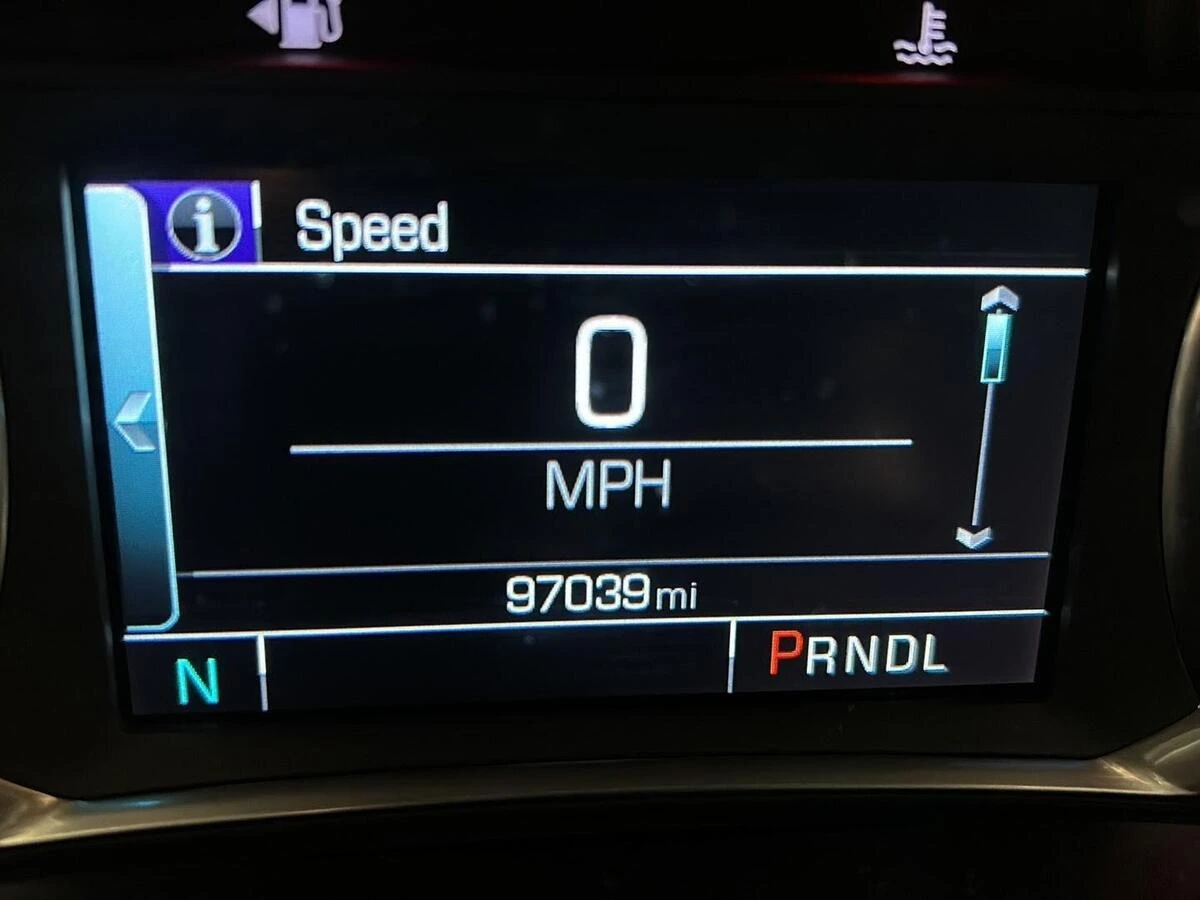 i Speed
0
MPH
97039 mi
N PRNDL